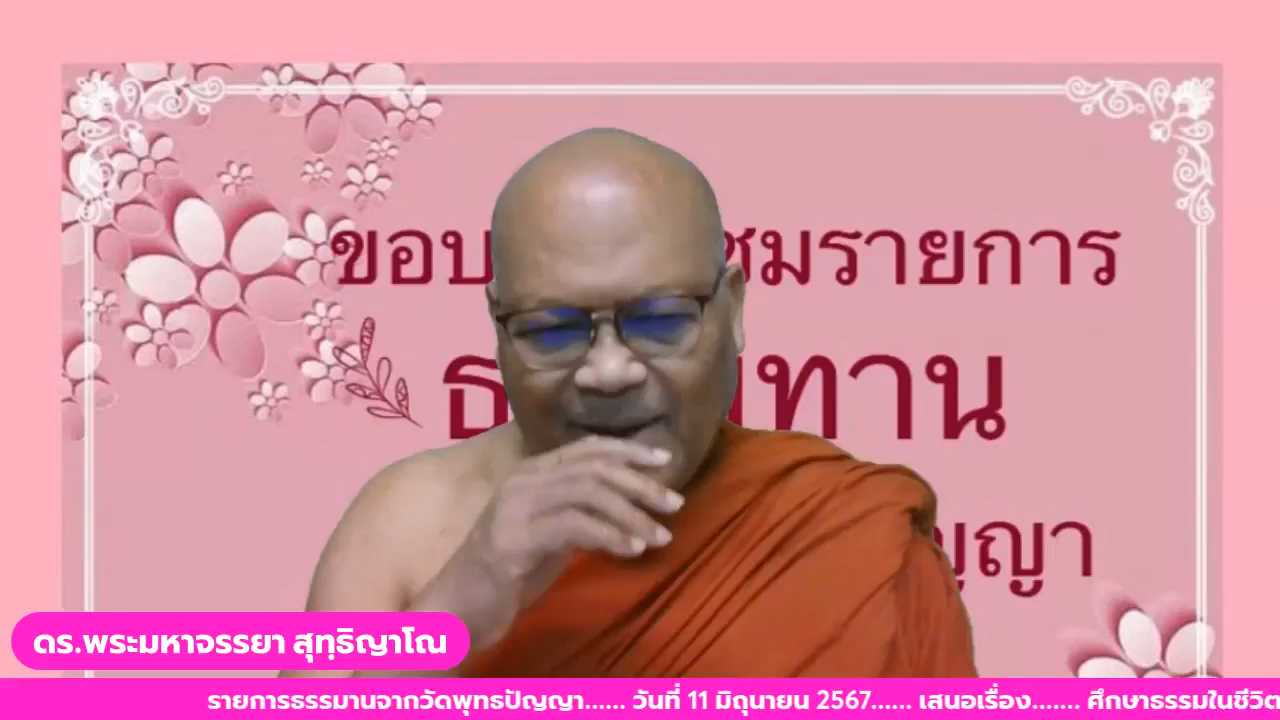 ขอบ ชมรายการ
ธ ทาน
ญญา
ดร.พระมหาจรรยา สุทฺธิญาโณ
รายการธรรมานจากวัดพุทธปัญญา...... วันที่ 11 มิถุนายน 2567...... เสนอเรื่อง....... ศึกษาธรรมในชีวิต